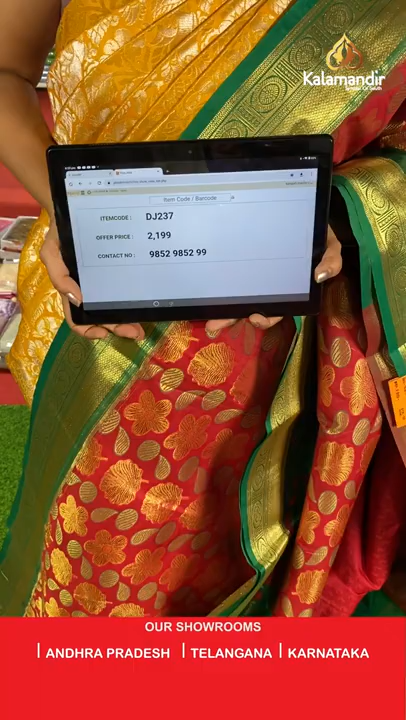 Kalamandir
Item Code / Barcode
ITEMCODE : DJ237
OFFER PRICE : 2,199
CONTACT NO : 9852 9852 99
OUR SHOWROOMS
| ANDHRA PRADESH | TELANGANA | KARNATAKA